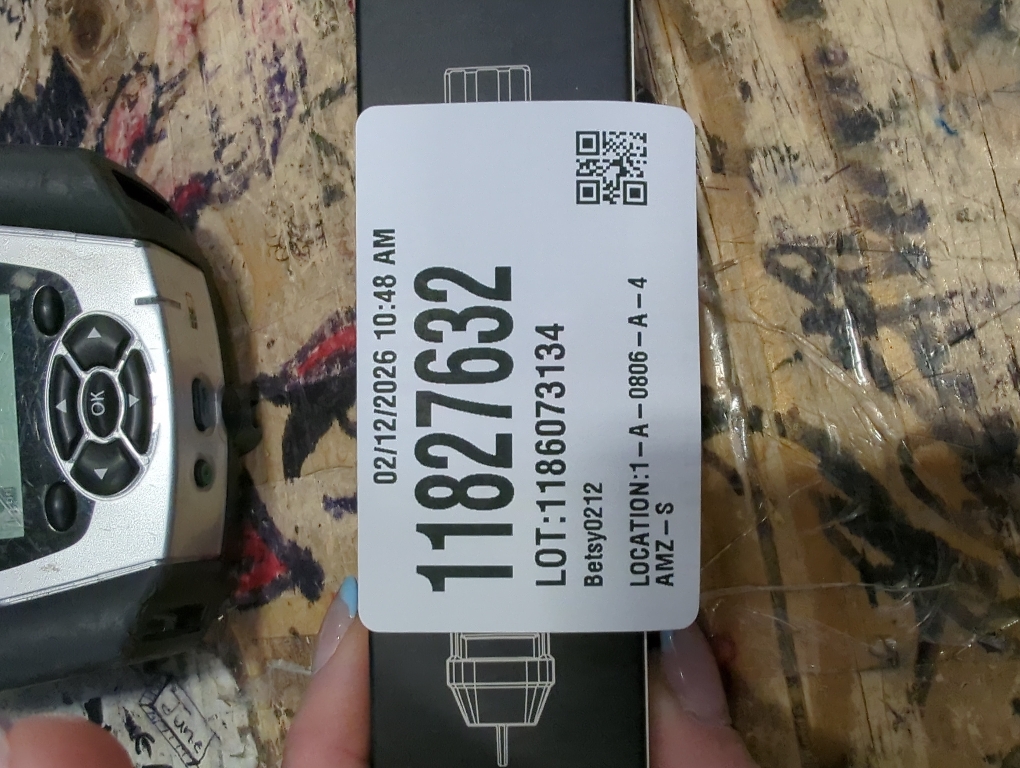 02/12/2026 10:48 AM
11827632
LOT:1186073134
Betsy0212
LOCATION:1-A-0806-A-4
AMZ-S
OK